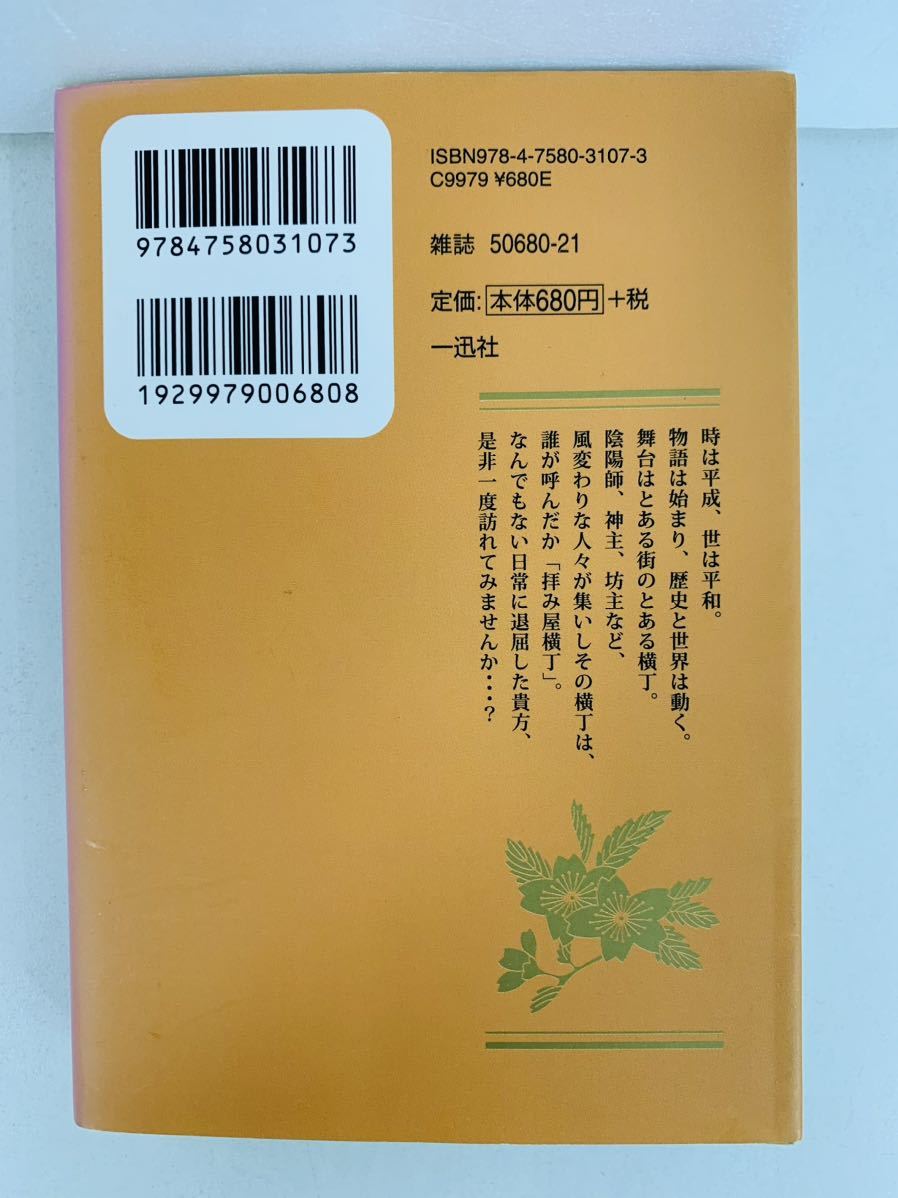 9784758031073
1929979006808
ISBN978-4-7580-3107-3
C9979 ¥680E
雑誌 50680-21
定価:本体680円+税
一迅社
時は平成、世は平和。
物語は始まり、歴史と世界は動く。
舞台はとある街のとある横丁。
陰陽師、神主、坊主など、
風変わりな人々が集いしその横丁は、
誰が呼んだか「拝み屋横丁」。
なんでもない日常に退屈した貴方、
是非一度訪れてみませんか・・・？